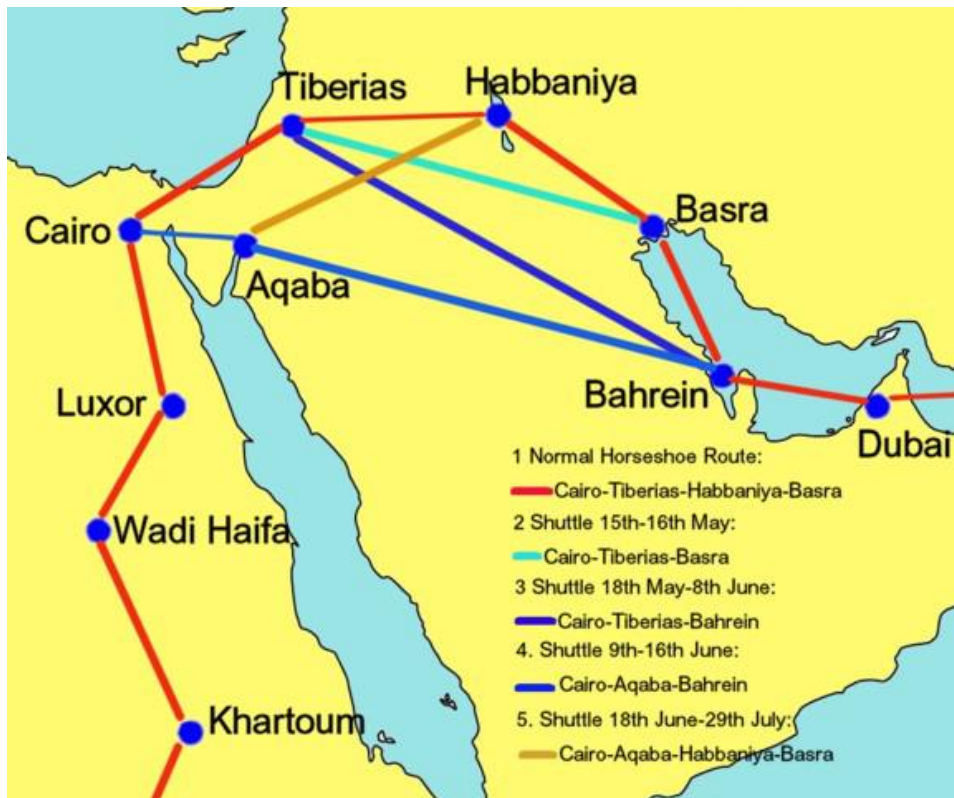 Tiberias
Habbaniya
Cairo
Basra
Aqaba
Luxor
Bahrein
Dubai
1 Normal Horseshoe Route:
Cairo-Tiberias-Habbaniya-Basra
Wadi Haifa
2 Shuttle 15th-16th May:
Cairo-Tiberias-Basra
3 Shuttle 18th May-8th June:
Cairo-Tiberias-Bahrein
4. Shuttle 9th-16th June:
Cairo-Aqaba-Bahrein
Khartoum
5. Shuttle 18th June-29th July:
Cairo-Aqaba-Habbaniya-Basra